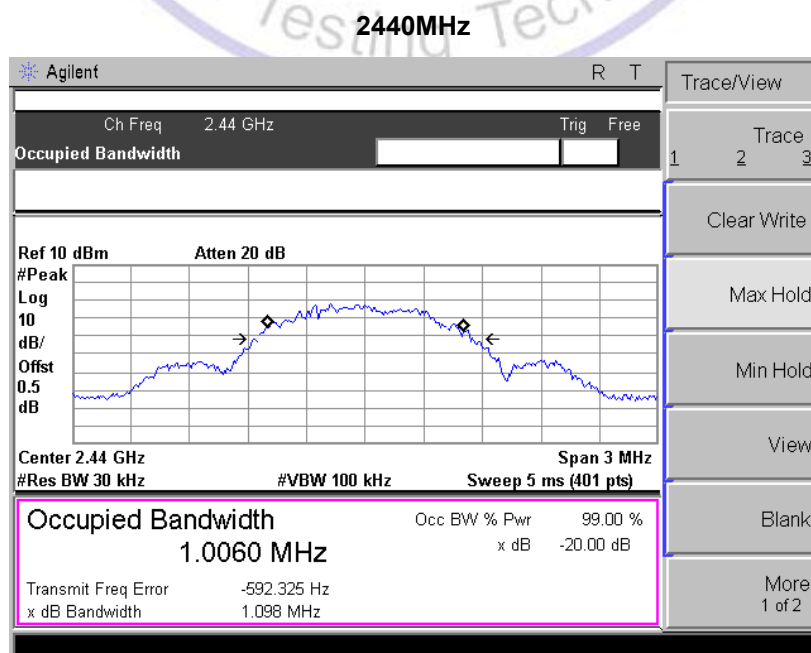 Testing Tech
2440MHz
Agilent R T
Trace/View
Ch Freq 2.44 GHz Trig Free
Occupied Bandwidth
Trace
1 2 3
Clear Write
Ref 10 dBm Atten 20 dB
#Peak
Log
10
dB/
Offst
0.5
dB
Max Hold
Min Hold
Center 2.44 GHz Span 3 MHz
#Res BW 30 kHz #VBW 100 kHz Sweep 5 ms (401 pts)
View
Occupied Bandwidth Occ BW % Pwr 99.00 %
1.0060 MHz x dB -20.00 dB
Blank
Transmit Freq Error -592.325 Hz
x dB Bandwidth 1.098 MHz
More
1 of 2